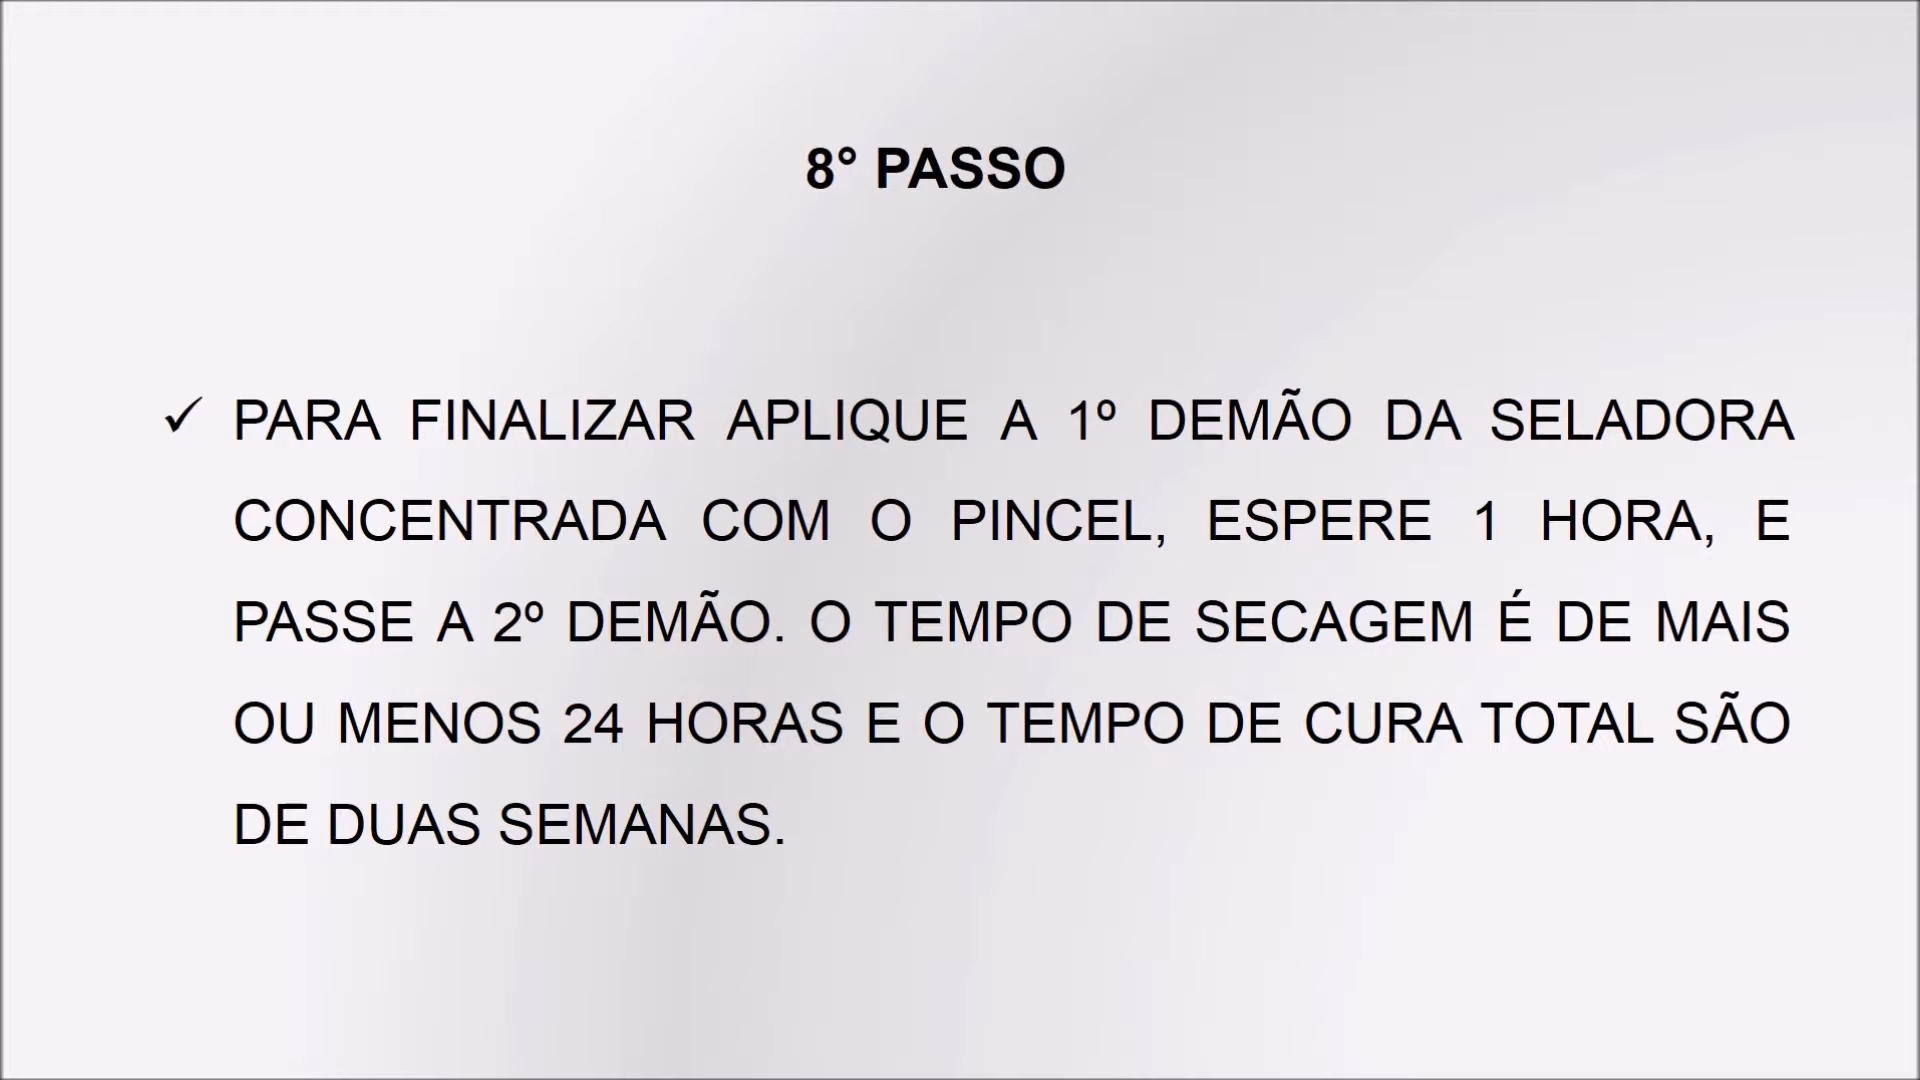 8° PASSO
✓ PARA FINALIZAR APLIQUE A 1º DEMÃO DA SELADORA
CONCENTRADA COM O PINCEL, ESPERE 1 HORA, E
PASSE A 2º DEMÃO. O TEMPO DE SECAGEM É DE MAIS
OU MENOS 24 HORAS E O TEMPO DE CURA TOTAL SÃO
DE DUAS SEMANAS.